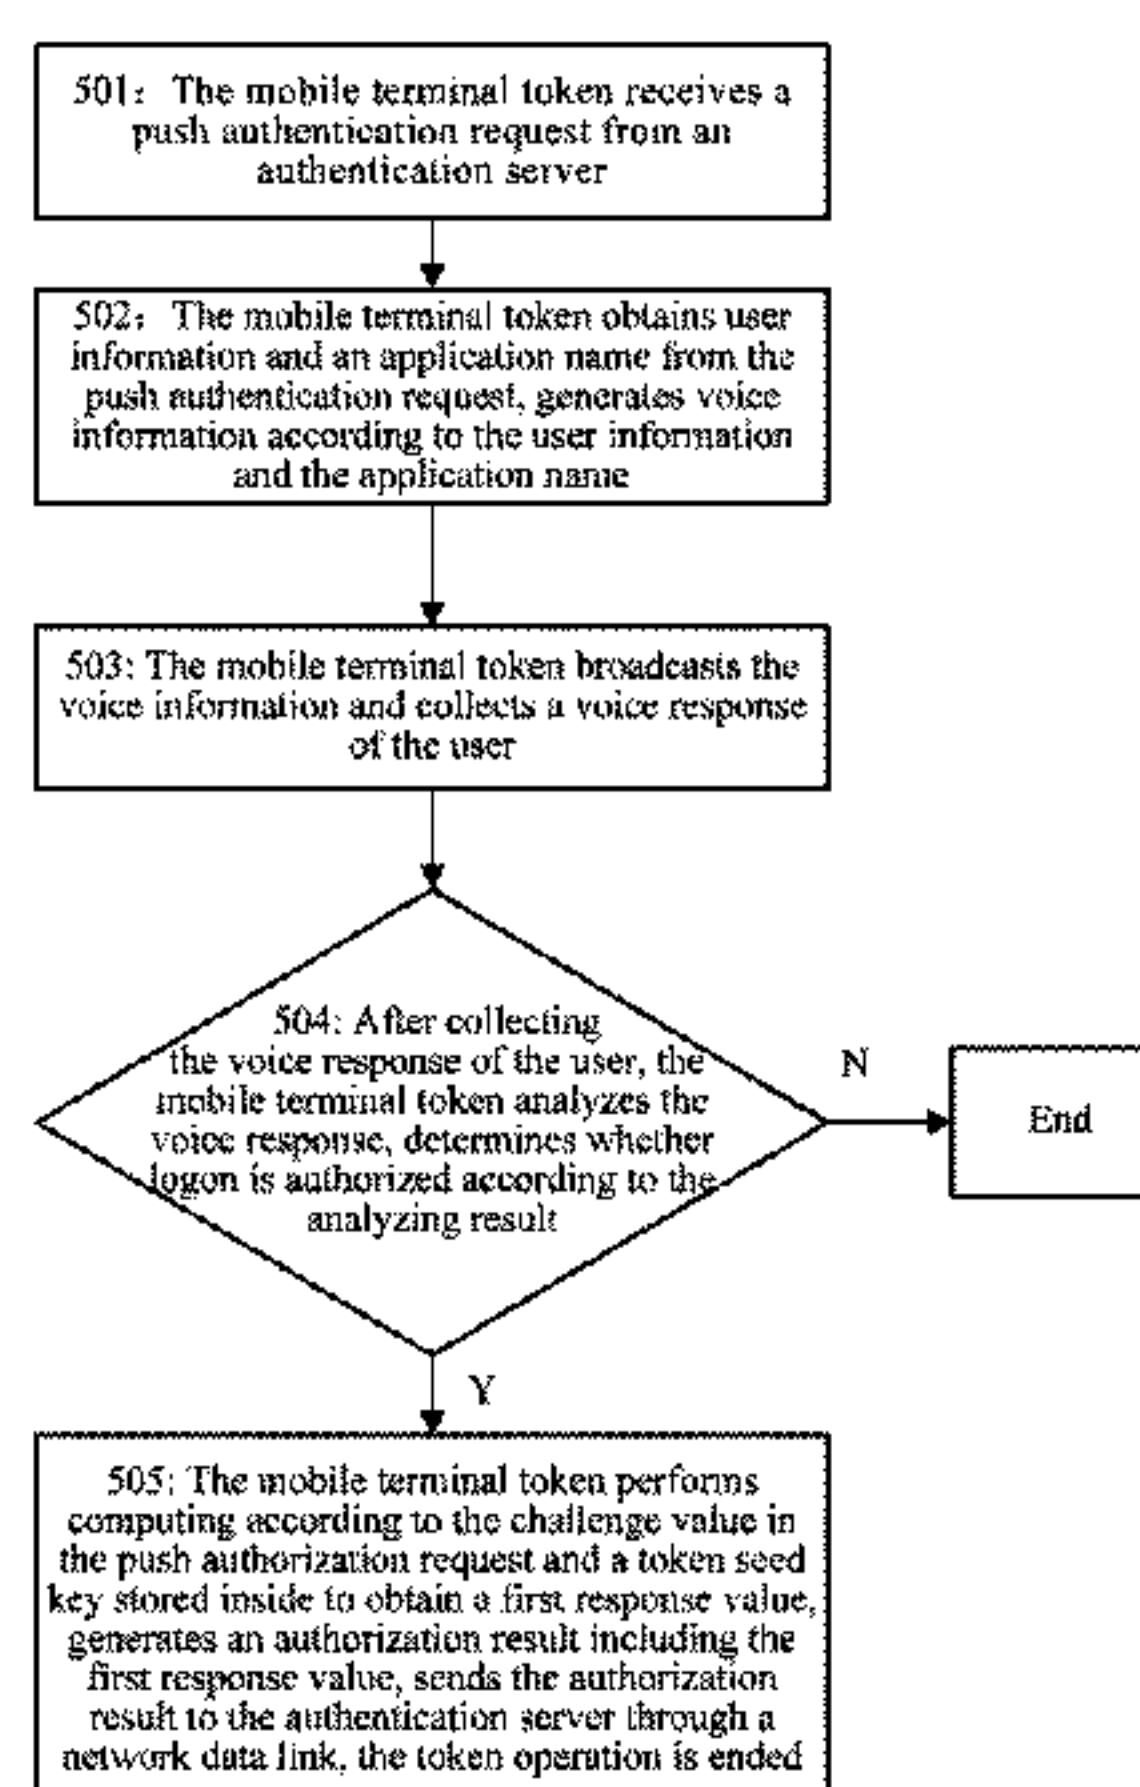 501: The mobile terminal token receives a
push authentication request from an
authentication server
502: The mobile terminal token obtains user
information and an application name from the
push authentication request, generates voice
information according to the user information
and the application name
503: The mobile terminal token broadcasts the
voice information and collects a voice response
of the user
504: After collecting
the voice response of the user, the
mobile terminal token analyzes the
voice response, determines whether
logon is authorized according to the
analyzing result
N
End
Y
505: The mobile terminal token performs
computing according to the challenge value in
the push authorization request and a token seed
key stored inside to obtain a first response value,
generates an authorization result including the
first response value, sends the authorization
result to the authentication server through a
network data link, the token operation is ended